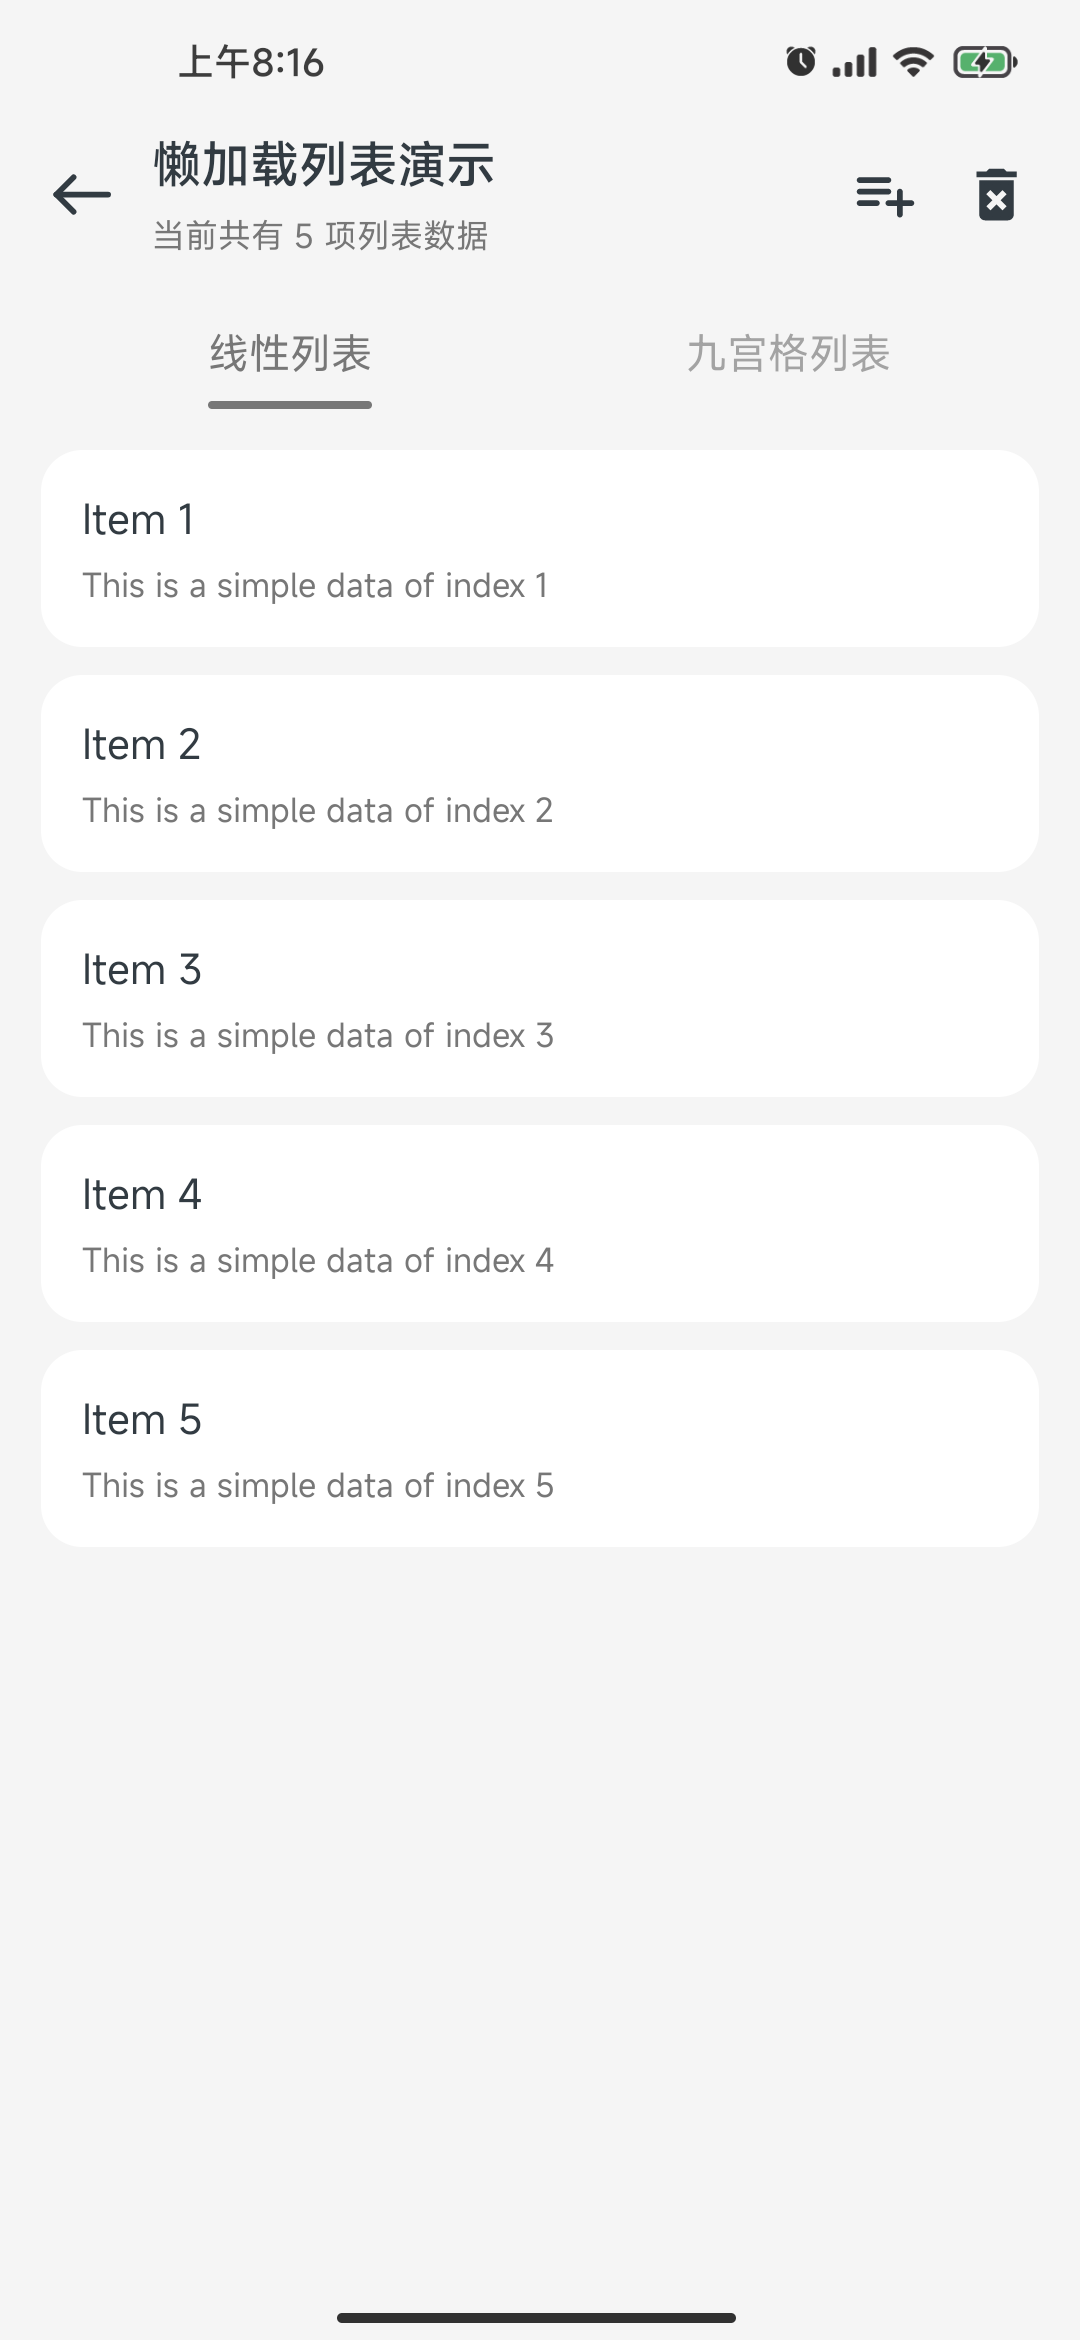 上午8:16
懒加载列表演示
当前共有 5 项列表数据
线性列表
九宫格列表
Item 1
This is a simple data of index 1
Item 2
This is a simple data of index 2
Item 3
This is a simple data of index 3
Item 4
This is a simple data of index 4
Item 5
This is a simple data of index 5